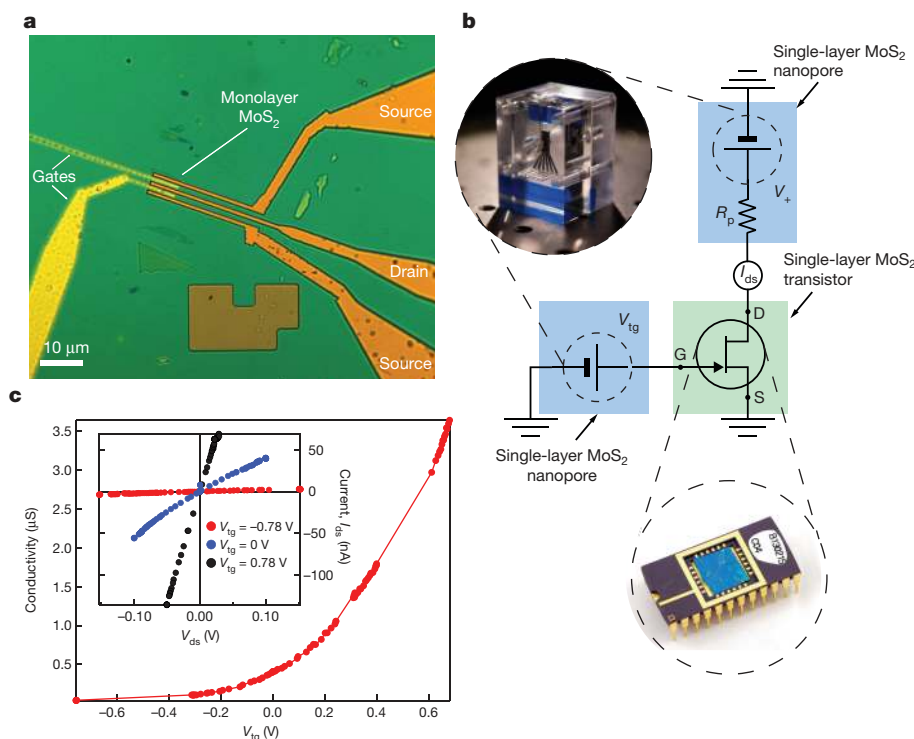 a
Monolayer
MoS2
Source
Gates
Drain
10 μm
Source
b
Single-layer MoS2
nanopore
V+
Rp
Ids
Single-layer MoS2
transistor
D
Vtg
G
S
Single-layer MoS2
nanopore
CD4
c
Conductivity (μS)
3.5
3.0
2.5
2.0
1.5
1.0
0.5
−0.6
−0.4
−0.2
0.0
0.2
0.4
0.6
Vtg (V)
50
0
−50
−100
Current, Ids (nA)
Vtg = −0.78 V
Vtg = 0 V
Vtg = 0.78 V
−0.10
0.00
0.10
Vds (V)